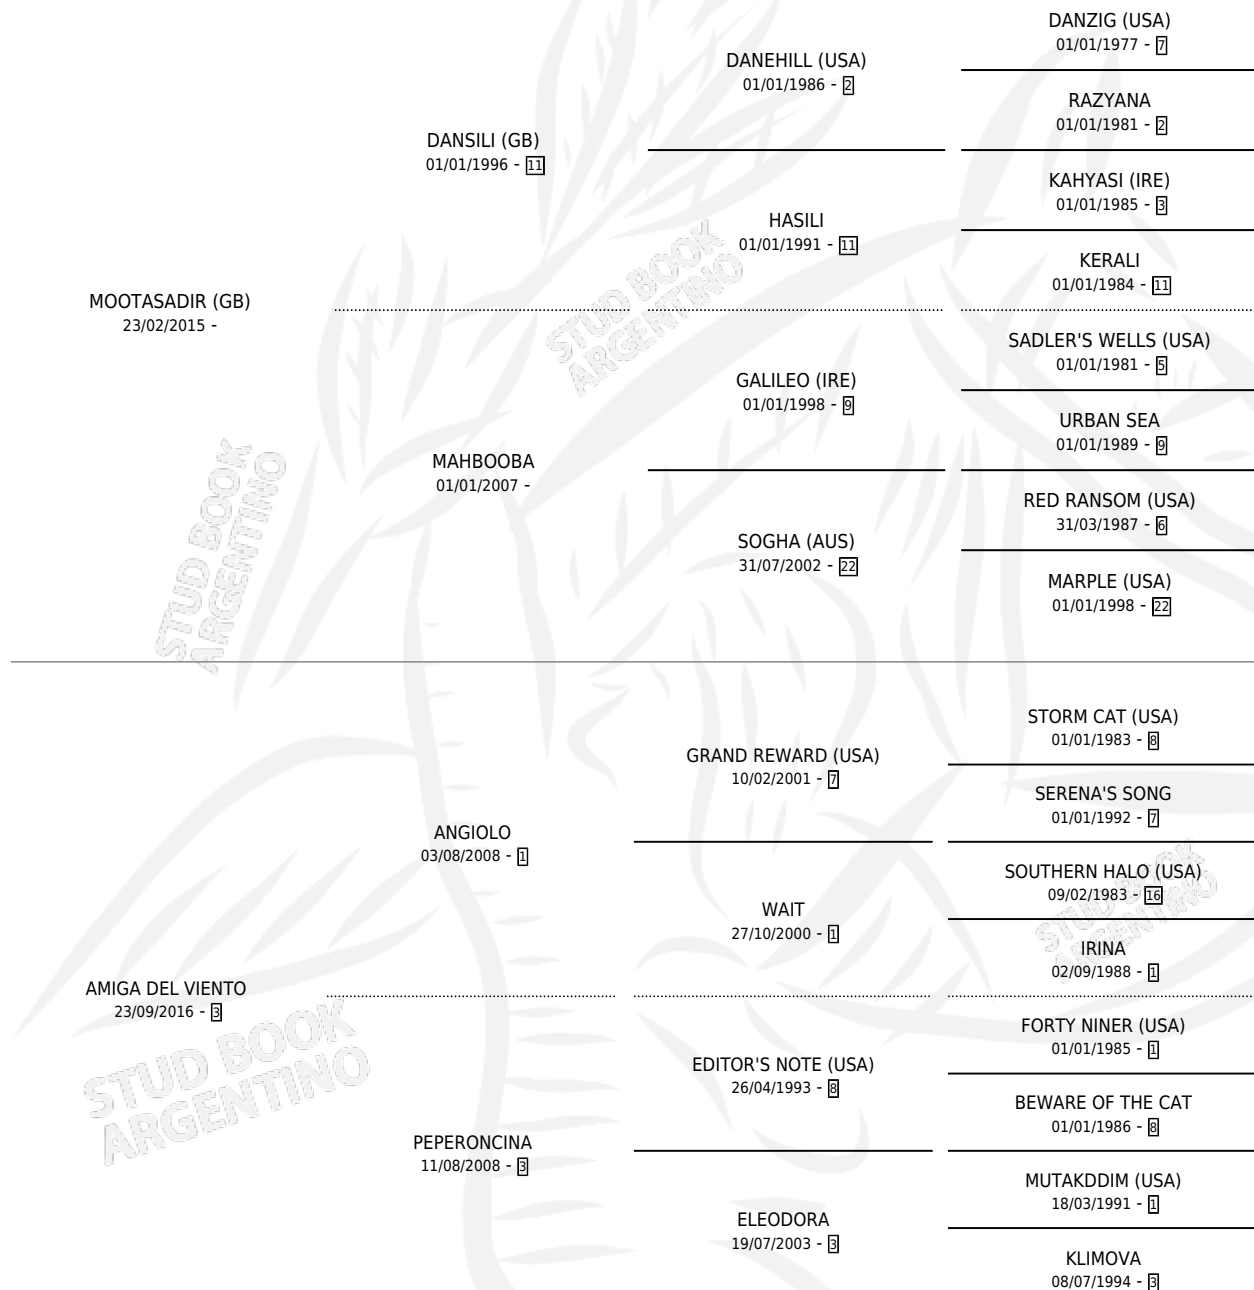 DANZIG (USA)
01/01/1977 - 7
DANEHILL (USA)
01/01/1986 - 2
RAZYANA
01/01/1981 - 2
DANSILI (GB)
01/01/1996 - 11
KAHYASI (IRE)
01/01/1985 - 3
HASILI
01/01/1991 - 11
KERALI
01/01/1984 - 11
MOOTASADIR (GB)
23/02/2015 -
SADLER'S WELLS (USA)
01/01/1981 - 5
GALILEO (IRE)
01/01/1998 - 9
URBAN SEA
01/01/1989 - 9
MAHBOOBA
01/01/2007 -
RED RANSOM (USA)
31/03/1987 - 6
SOGHA (AUS)
31/07/2002 - 22
MARPLE (USA)
01/01/1998 - 22
STUD BOOK
ARGENTINO
STUD BOOK
ARGENTINO
STORM CAT (USA)
01/01/1983 - 8
GRAND REWARD (USA)
10/02/2001 - 7
SERENA'S SONG
01/01/1992 - 7
ANGIOLO
03/08/2008 - 1
SOUTHERN HALO (USA)
09/02/1983 - 16
WAIT
27/10/2000 - 1
IRINA
02/09/1988 - 1
AMIGA DEL VIENTO
23/09/2016 - 3
FORTY NINER (USA)
01/01/1985 - 1
EDITOR'S NOTE (USA)
26/04/1993 - 8
BEWARE OF THE CAT
01/01/1986 - 8
PEPERONCINA
11/08/2008 - 3
MUTAKDDIM (USA)
18/03/1991 - 1
ELEODORA
19/07/2003 - 3
KLIMOVA
08/07/1994 - 3
STUD BOOK
ARGENTINO
STUD BOOK
ARGENTINO